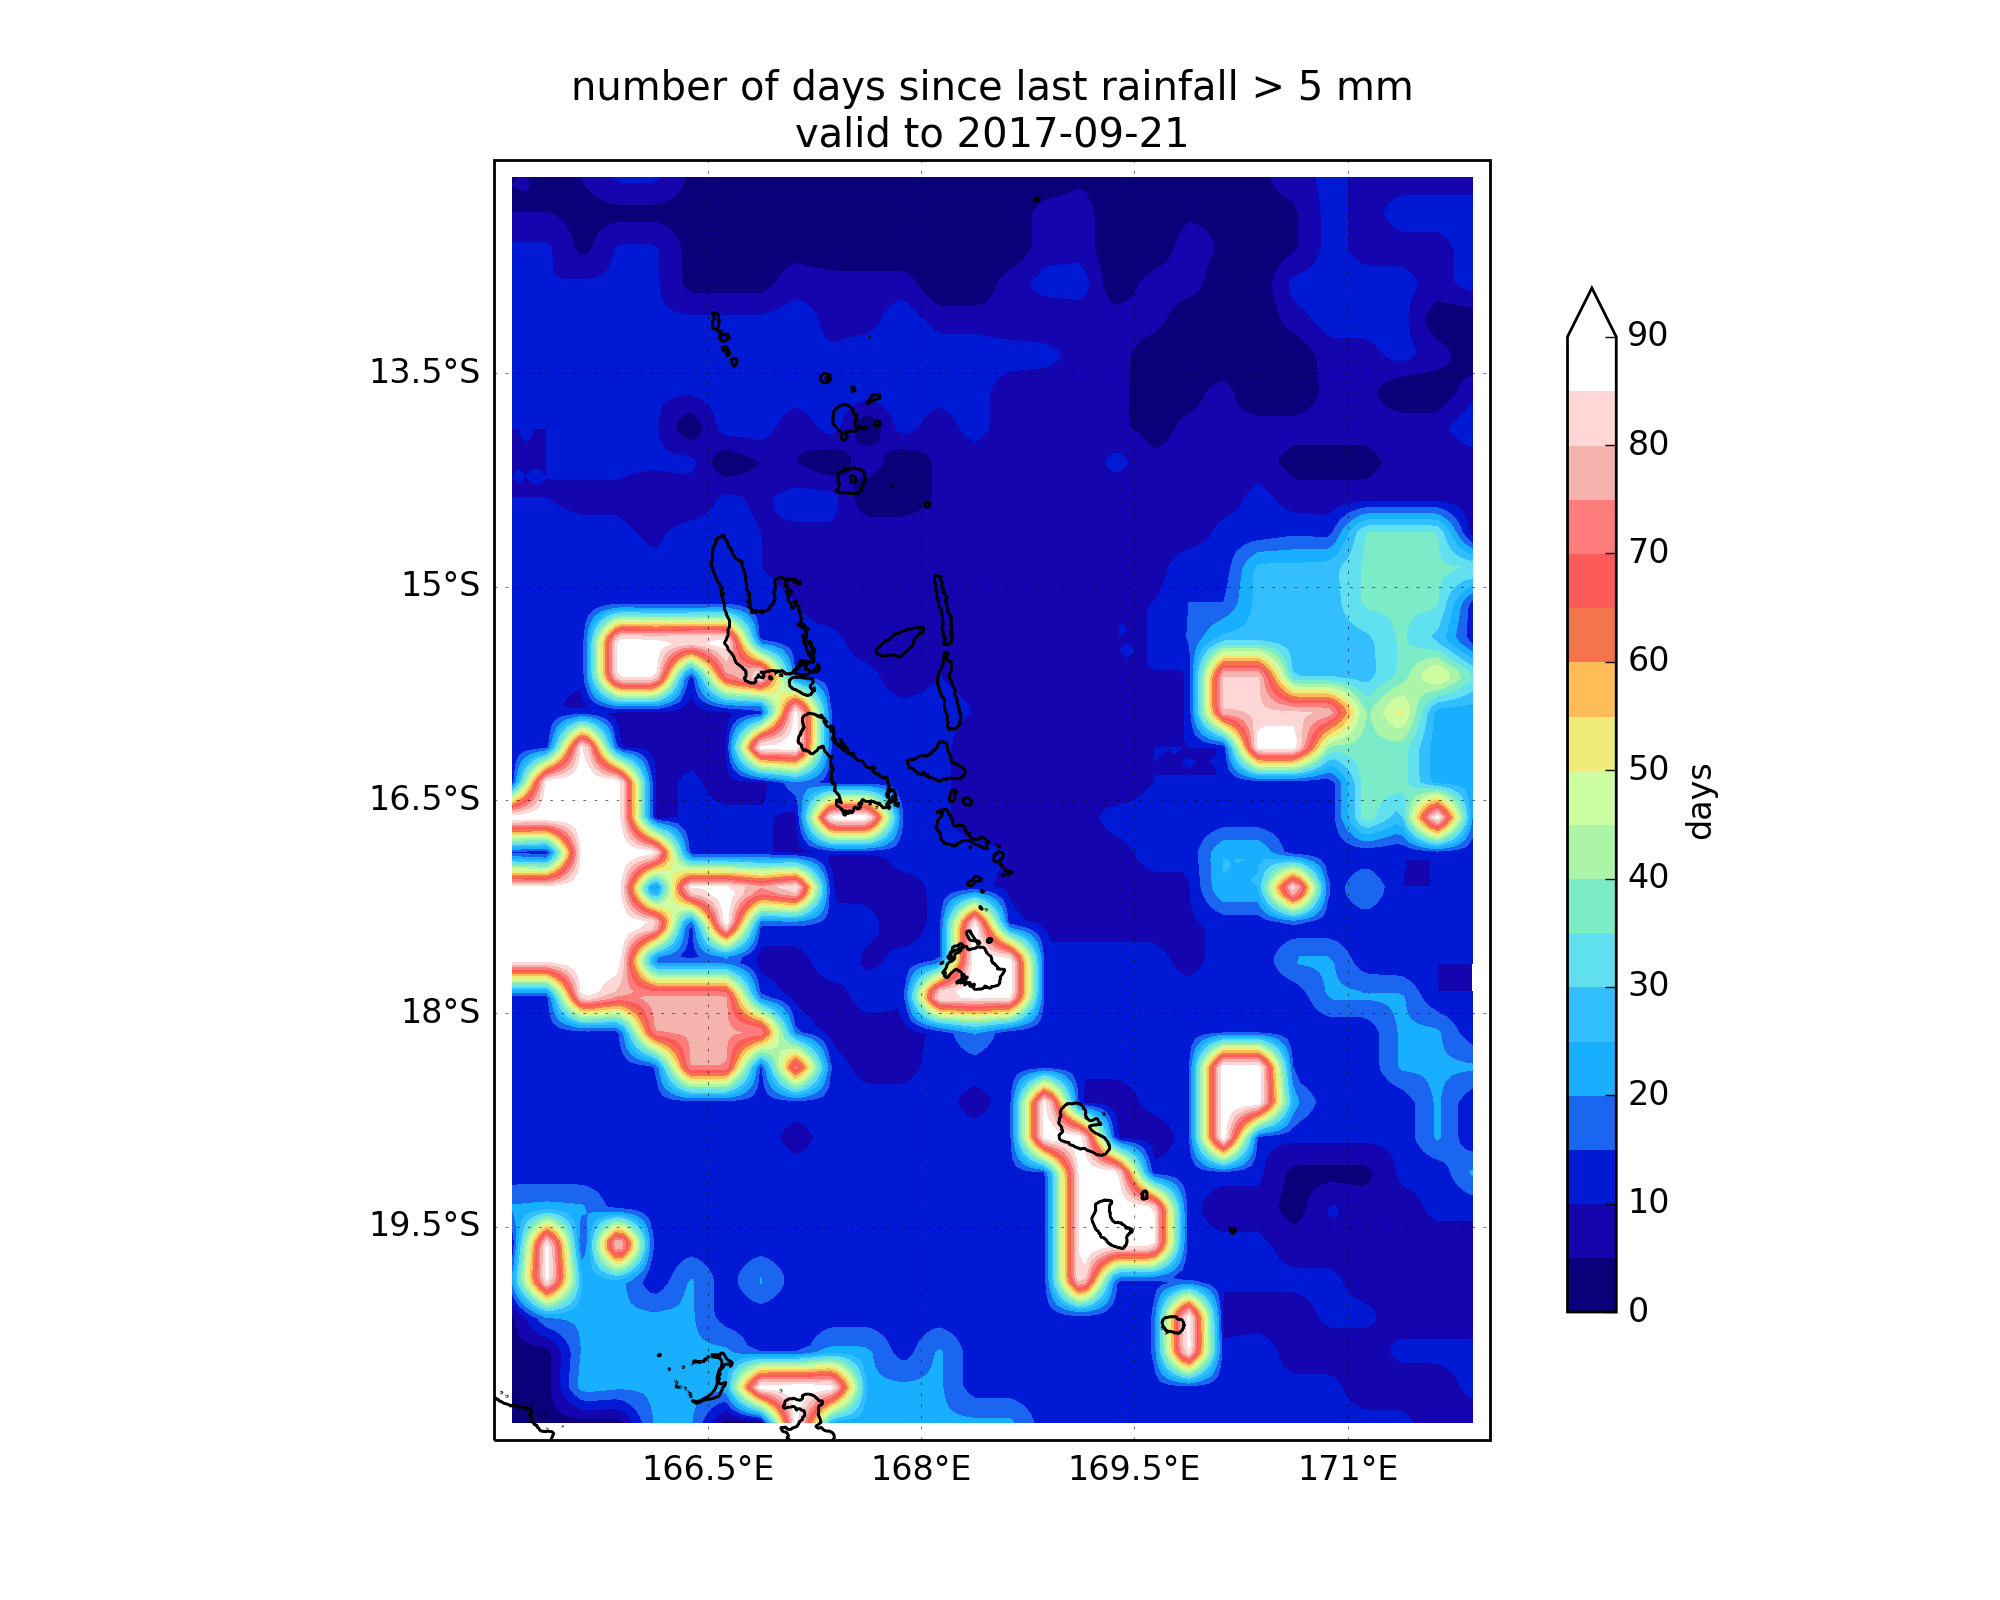 number of days since last rainfall > 5 mm
valid to 2017-09-21
13.5°S
15°S
16.5°S
18°S
19.5°S
166.5°E
168°E
169.5°E
171°E
90
80
70
60
50
40
30
20
10
0
days